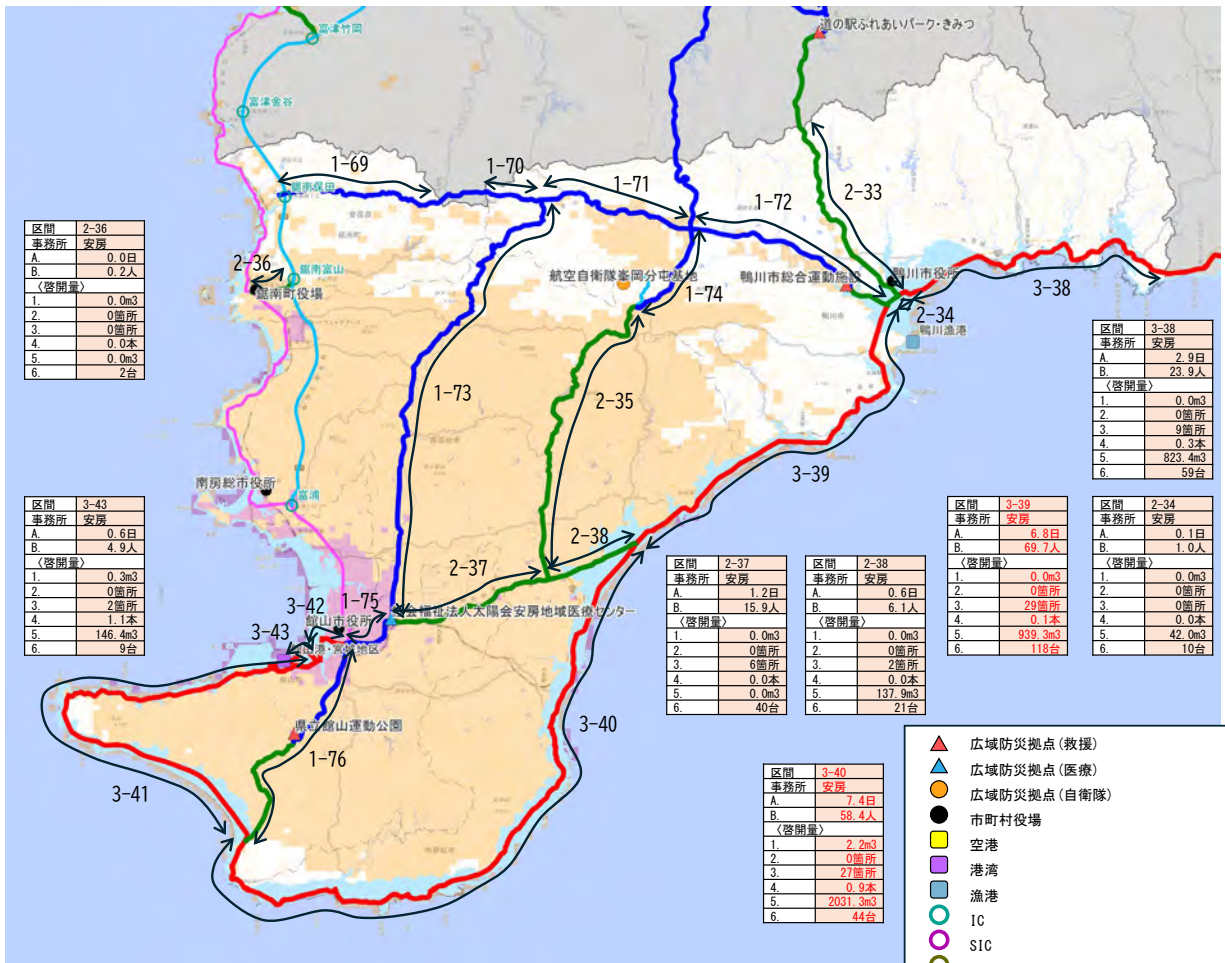 道の駅ふれあいパーク・きみつ
富津竹岡
富津金谷
1-69
1-70
1-71
1-72
2-33
鋸南保田
区間 2-36
事務所 安房
A. 0.0日
B. 0.2人
〈啓開量〉
1. 0.0m3
2. 0箇所
3. 0箇所
4. 0.0本
5. 0.0m3
6. 2台
2-36
鋸南富山
鋸南町役場
航空自衛隊峯岡分屯基地
1-74
鴨川市総合運動施設
鴨川市役所
3-38
2-34
鴨川漁港
鴨川市
区間 3-38
事務所 安房
A. 2.9日
B. 23.9人
〈啓開量〉
1. 0.0m3
2. 0箇所
3. 9箇所
4. 0.3本
5. 823.4m3
6. 59台
1-73
2-35
3-39
南房総市役所
富浦
区間 3-43
事務所 安房
A. 0.6日
B. 4.9人
〈啓開量〉
1. 0.3m3
2. 0箇所
3. 2箇所
4. 1.1本
5. 146.4m3
6. 9台
区間 3-39
事務所 安房
A. 6.8日
B. 69.7人
〈啓開量〉
1. 0.0m3
2. 0箇所
3. 29箇所
4. 0.1本
5. 939.3m3
6. 118台
区間 2-34
事務所 安房
A. 0.1日
B. 1.0人
〈啓開量〉
1. 0.0m3
2. 0箇所
3. 0箇所
4. 0.0本
5. 42.0m3
6. 10台
2-38
2-37
区間 2-37
事務所 安房
A. 1.2日
B. 15.9人
〈啓開量〉
1. 0.0m3
2. 0箇所
3. 6箇所
4. 0.0本
5. 0.0m3
6. 40台
区間 2-38
事務所 安房
A. 0.6日
B. 6.1人
〈啓開量〉
1. 0.0m3
2. 0箇所
3. 2箇所
4. 0.0本
5. 137.9m3
6. 21台
3-42
1-75
会福祉法人太陽会安房地域医療センター
館山市役所
3-43
山港・宮城地区
県立館山運動公園
1-76
3-40
3-41
区間 3-40
事務所 安房
A. 7.4日
B. 58.4人
〈啓開量〉
1. 2.2m3
2. 0箇所
3. 27箇所
4. 0.9本
5. 2031.3m3
6. 44台
広域防災拠点(救援)
広域防災拠点(医療)
広域防災拠点(自衛隊)
市町村役場
空港
港湾
漁港
IC
SIC